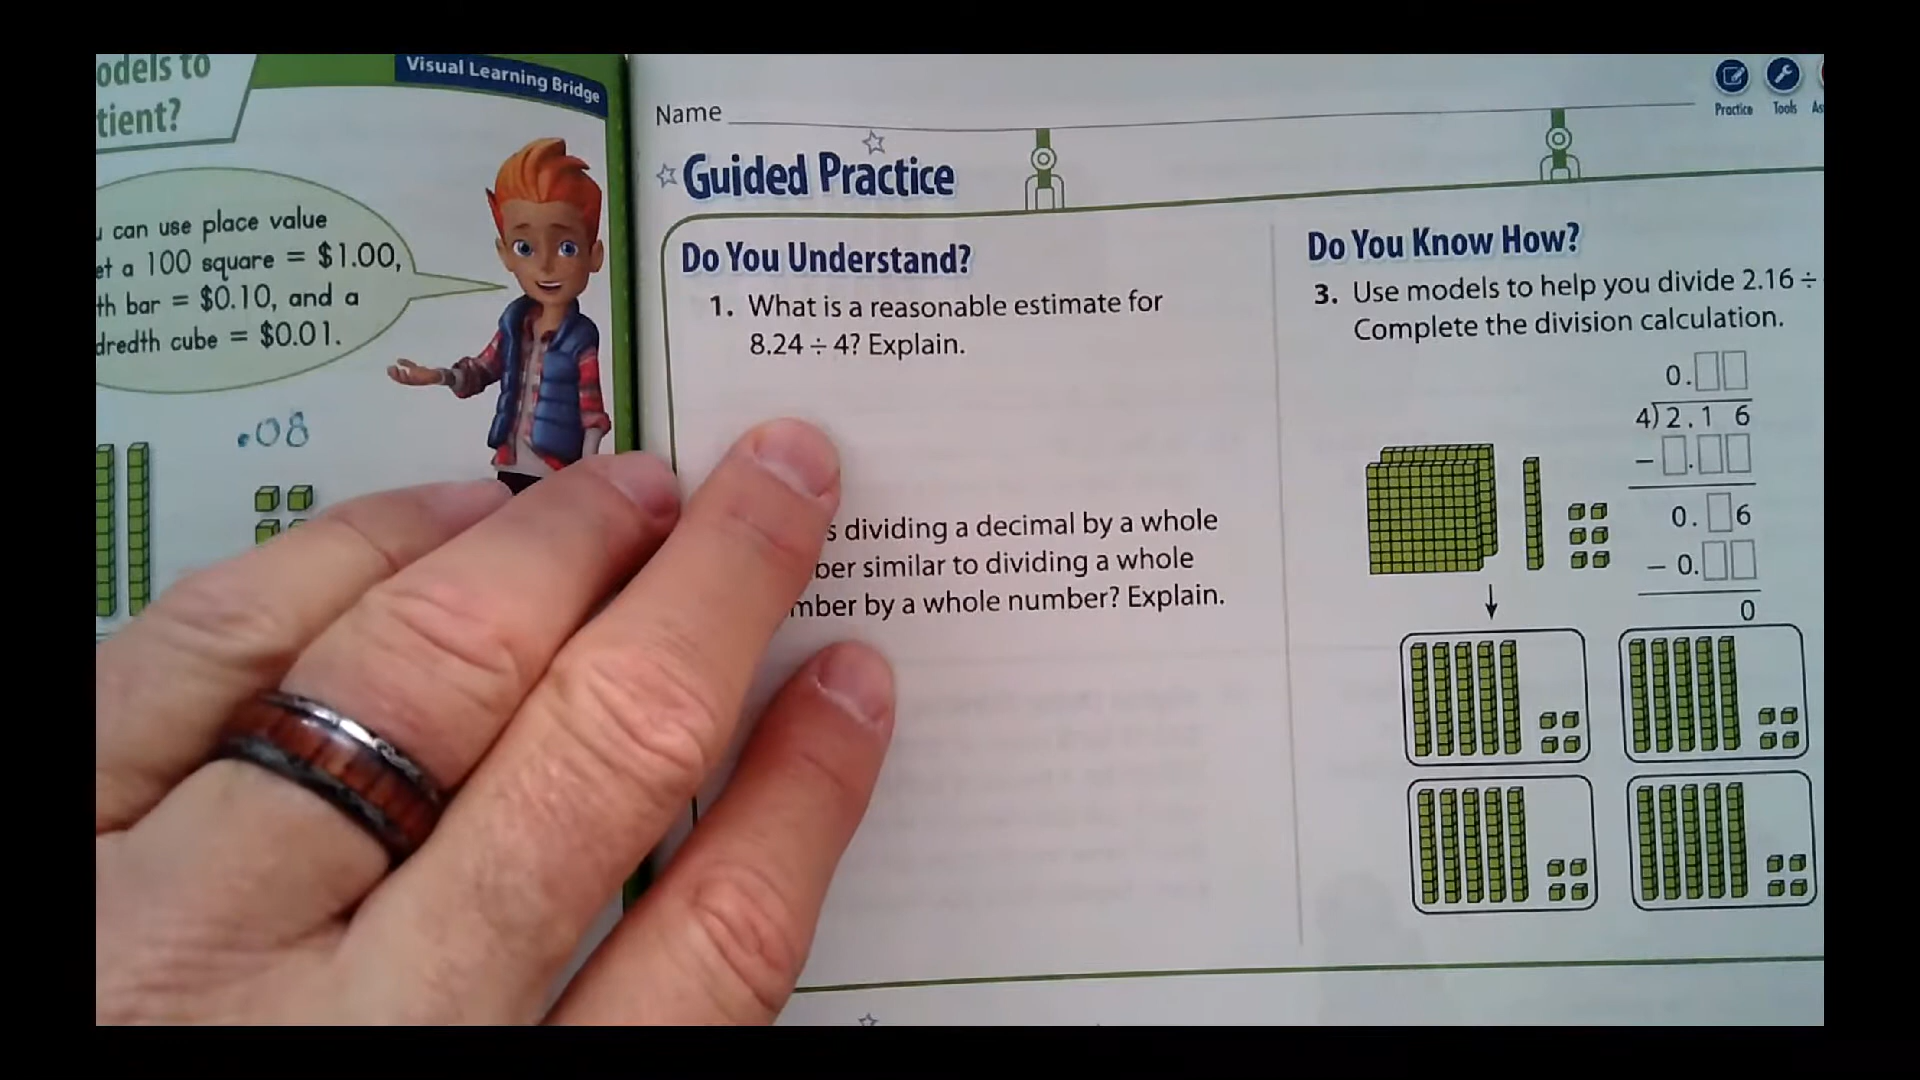 odels to
tient?
Visual Learning Bridge
can use place value
et a 100 square = $1.00,
th bar = $0.10, and a
dredth cube = $0.01.
.08
Name
Practice
Tools
As
Guided Practice
Do You Understand?
1. What is a reasonable estimate for
8.24 ÷ 4? Explain.
s dividing a decimal by a whole
ber similar to dividing a whole
mber by a whole number? Explain.
Do You Know How?
3. Use models to help you divide 2.16 ÷
Complete the division calculation.
0.
4)2.1 6
−  .
0. 6
− 0.
0